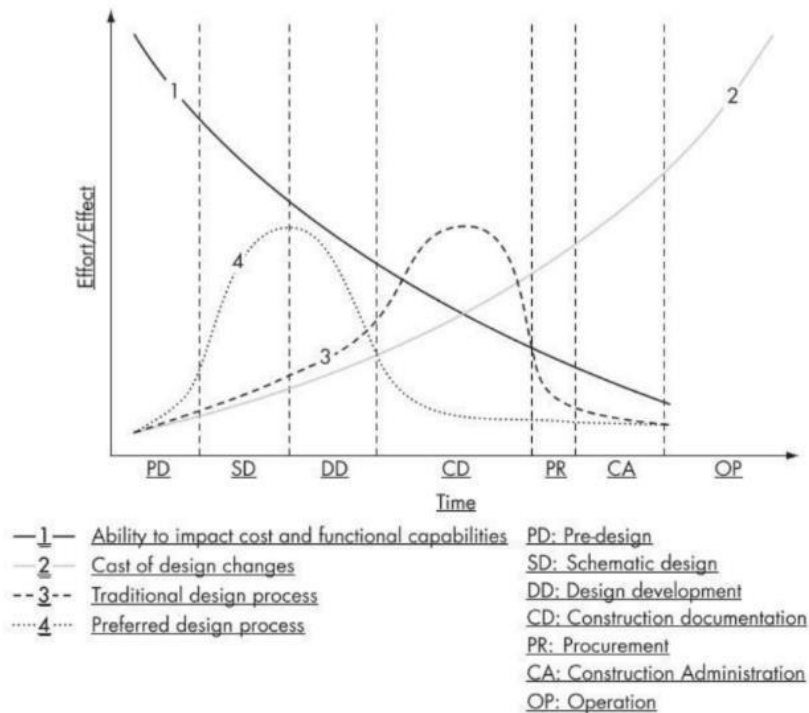 1
2
4
3
Effort/Effect
PD SD DD CD PR CA OP
Time
1 Ability to impact cost and functional capabilities
2 Cast of design changes
3 Traditional design process
4 Preferred design process
PD: Pre-design
SD: Schematic design
DD: Design development
CD: Construction documentation
PR: Procurement
CA: Construction Administration
OP: Operation